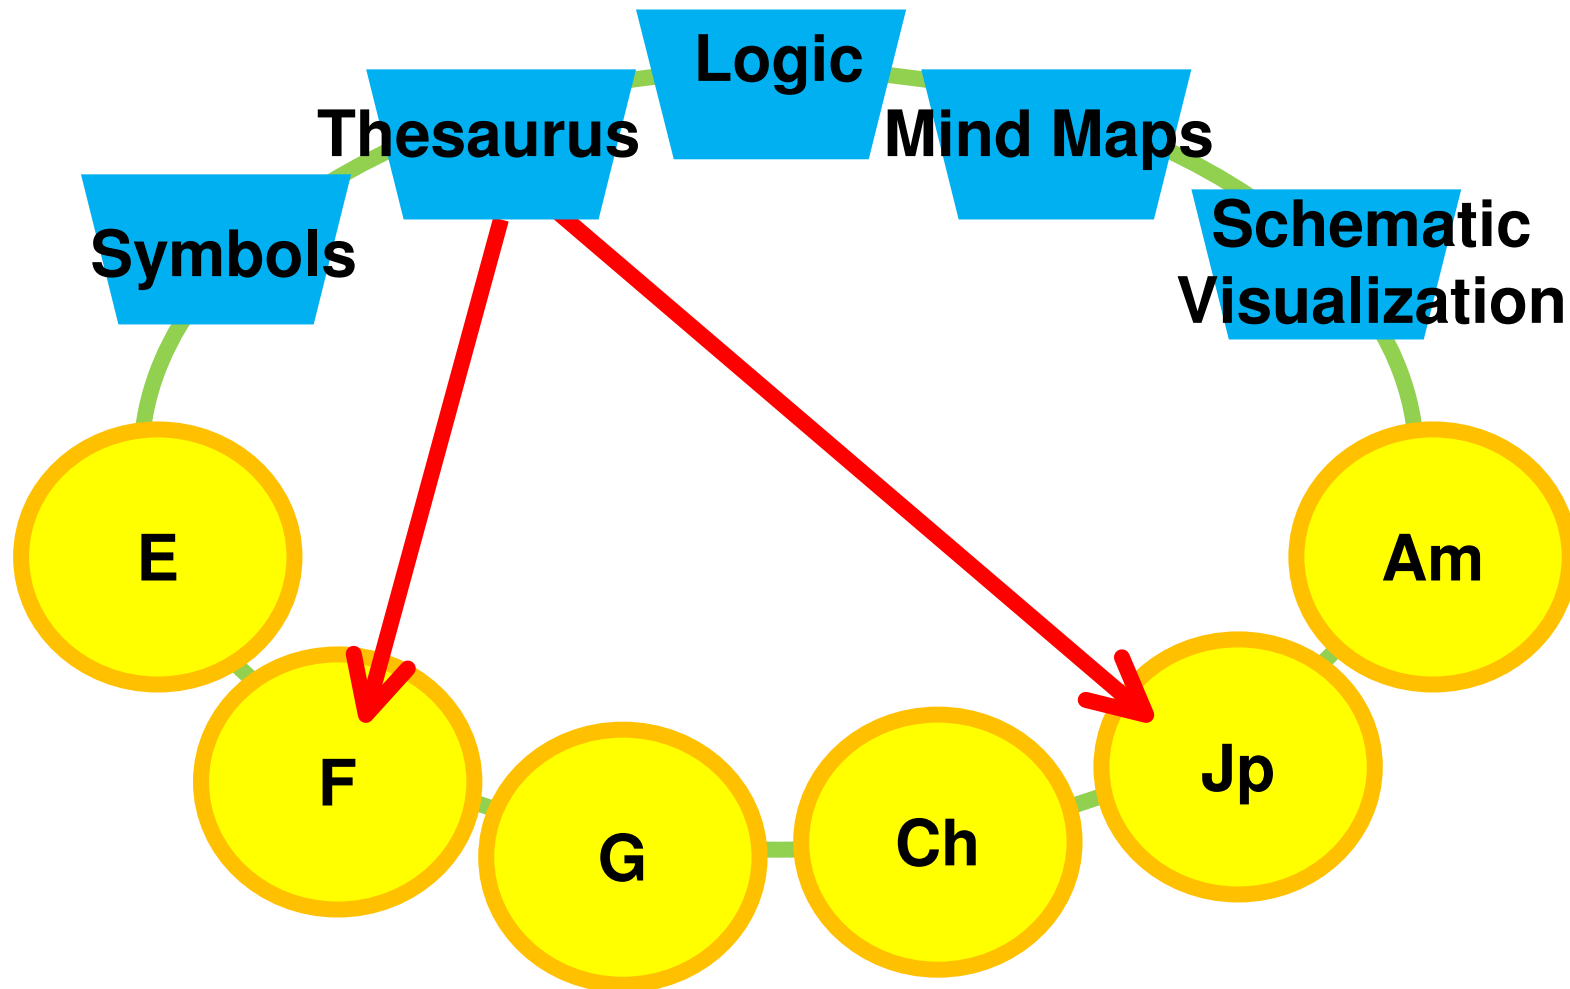 Logic
Thesaurus
Mind Maps
Symbols
Schematic
Visualization
E
Am
F
Jp
G
Ch